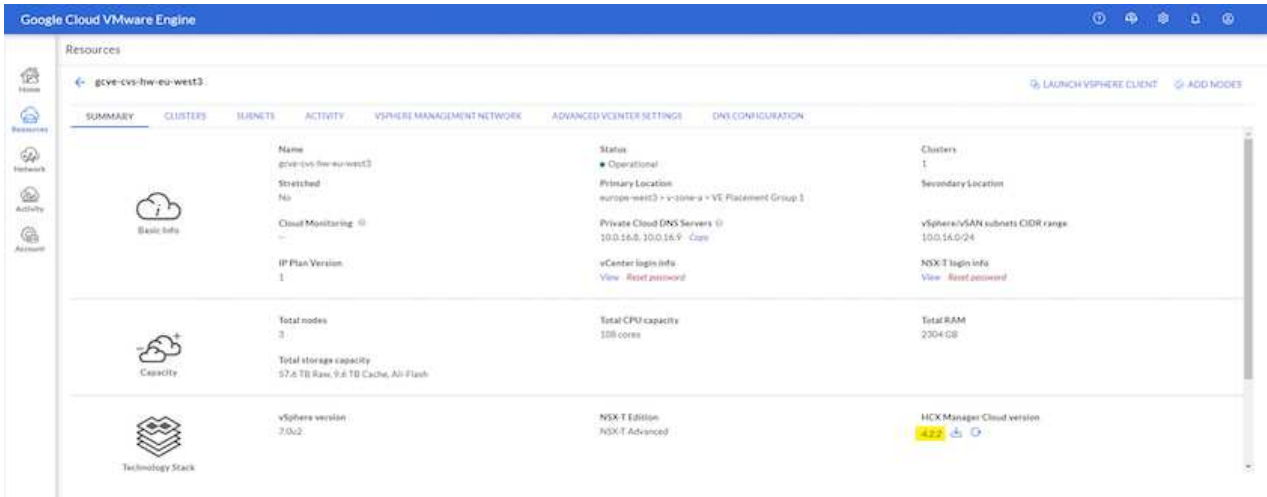 Google Cloud VMware Engine
Resources
Home
gcve-cvs-hw-eu-west3
LAUNCH VSPHERE CLIENT
ADD NODES
Resources
SUMMARY CLUSTERS SUBNETS ACTIVITY VSPHERE MANAGEMENT NETWORK ADVANCED VCENTER SETTINGS DNS CONFIGURATION
Network
Activity
Account
Basic Info
Name
gcve-cvs-hw-eu-west3
Status
Operational
Clusters
1
Stretched
No
Primary Location
europe-west3 > v-zone-a > VE Placement Group 1
Secondary Location
Cloud Monitoring
--
Private Cloud DNS Servers
10.0.16.8, 10.0.16.9 Copy
vSphere/vSAN subnets CIDR range
10.0.16.0/24
IP Plan Version
1
vCenter login info
View Reset password
NSX-T login info
View Reset password
Capacity
Total nodes
3
Total CPU capacity
108 cores
Total RAM
2304 GB
Total storage capacity
57.6 TB Raw, 9.6 TB Cache, All-Flash
Technology Stack
vSphere version
7.0u2
NSX-T Edition
NSX-T Advanced
HCX Manager Cloud version
4.2.2